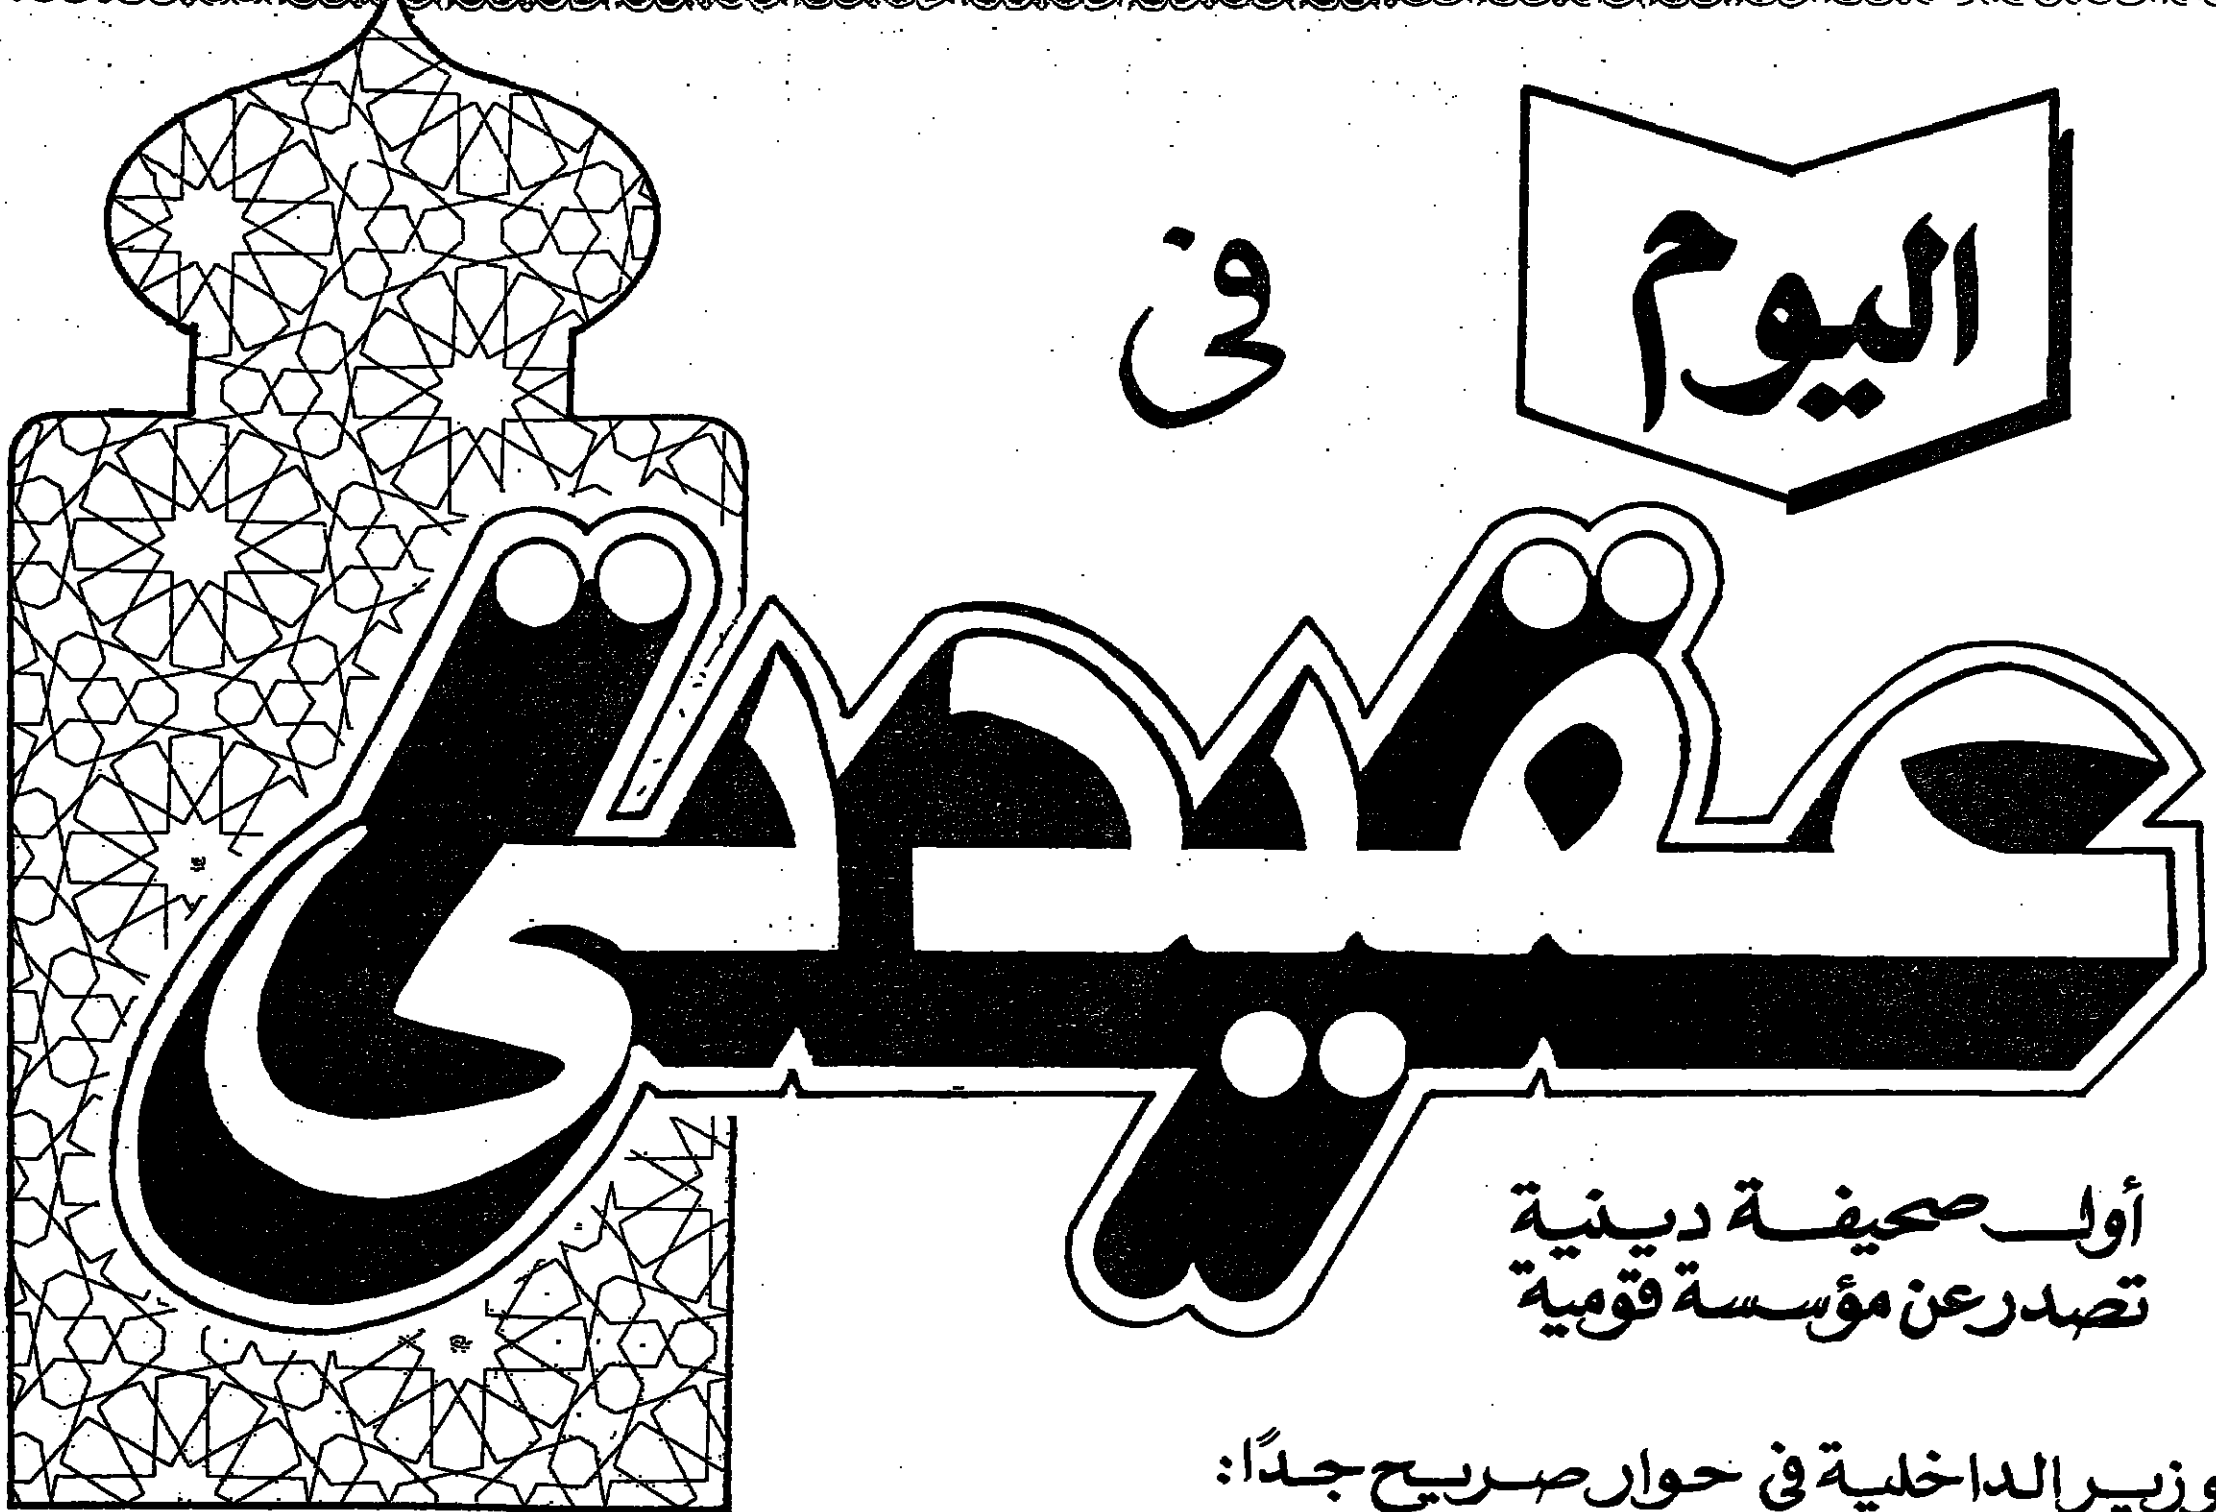 اليوم
فى
عقيدتى
أول صحيفة دينية
تصدر عن مؤسسة قومية
وزير الداخلية فى حوار صريح جدًا: